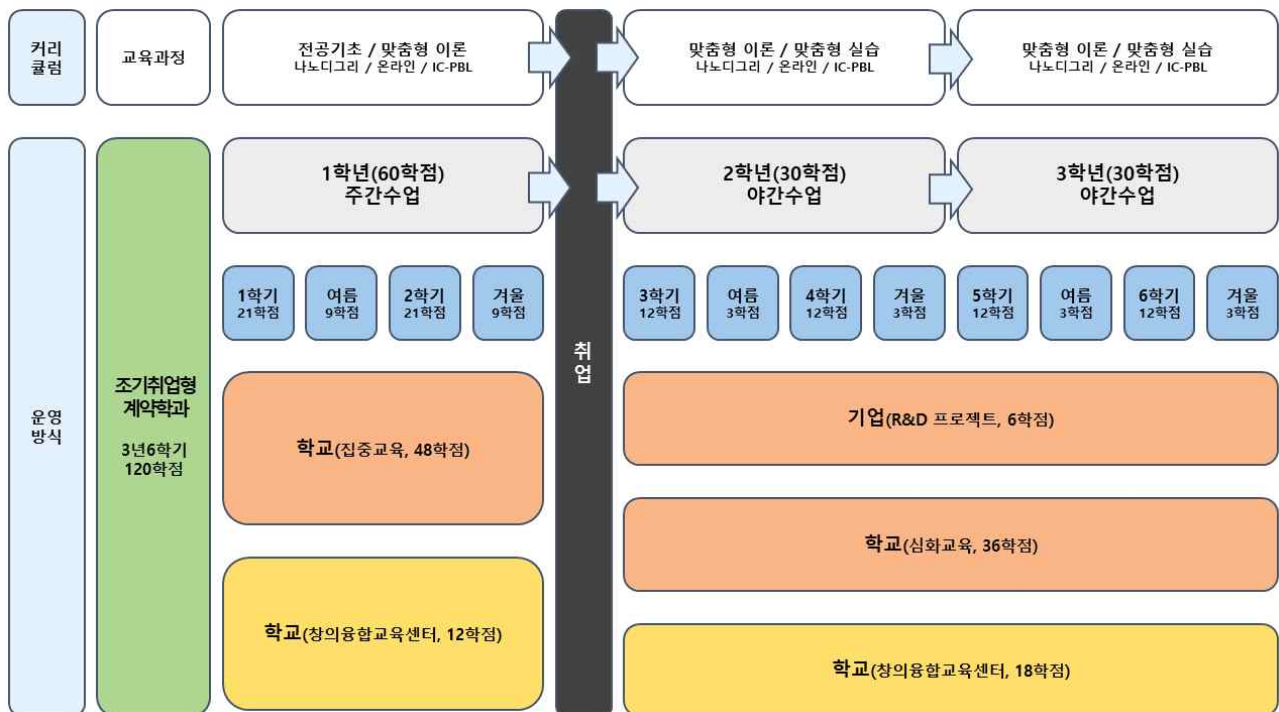 커리
큘럼
교육과정
전공기초 / 맞춤형 이론
나노디그리 / 온라인 / IC-PBL
맞춤형 이론 / 맞춤형 실습
나노디그리 / 온라인 / IC-PBL
맞춤형 이론 / 맞춤형 실습
나노디그리 / 온라인 / IC-PBL
운영
방식
조기취업형
계약학과
3년6학기
120학점
1학년(60학점)
주간수업
취
업
2학년(30학점)
야간수업
3학년(30학점)
야간수업
1학기
21학점
여름
9학점
2학기
21학점
겨울
9학점
3학기
12학점
여름
3학점
4학기
12학점
겨울
3학점
5학기
12학점
여름
3학점
6학기
12학점
겨울
3학점
학교(집중교육, 48학점)
기업(R&D 프로젝트, 6학점)
학교(심화교육, 36학점)
학교(창의융합교육센터, 12학점)
학교(창의융합교육센터, 18학점)